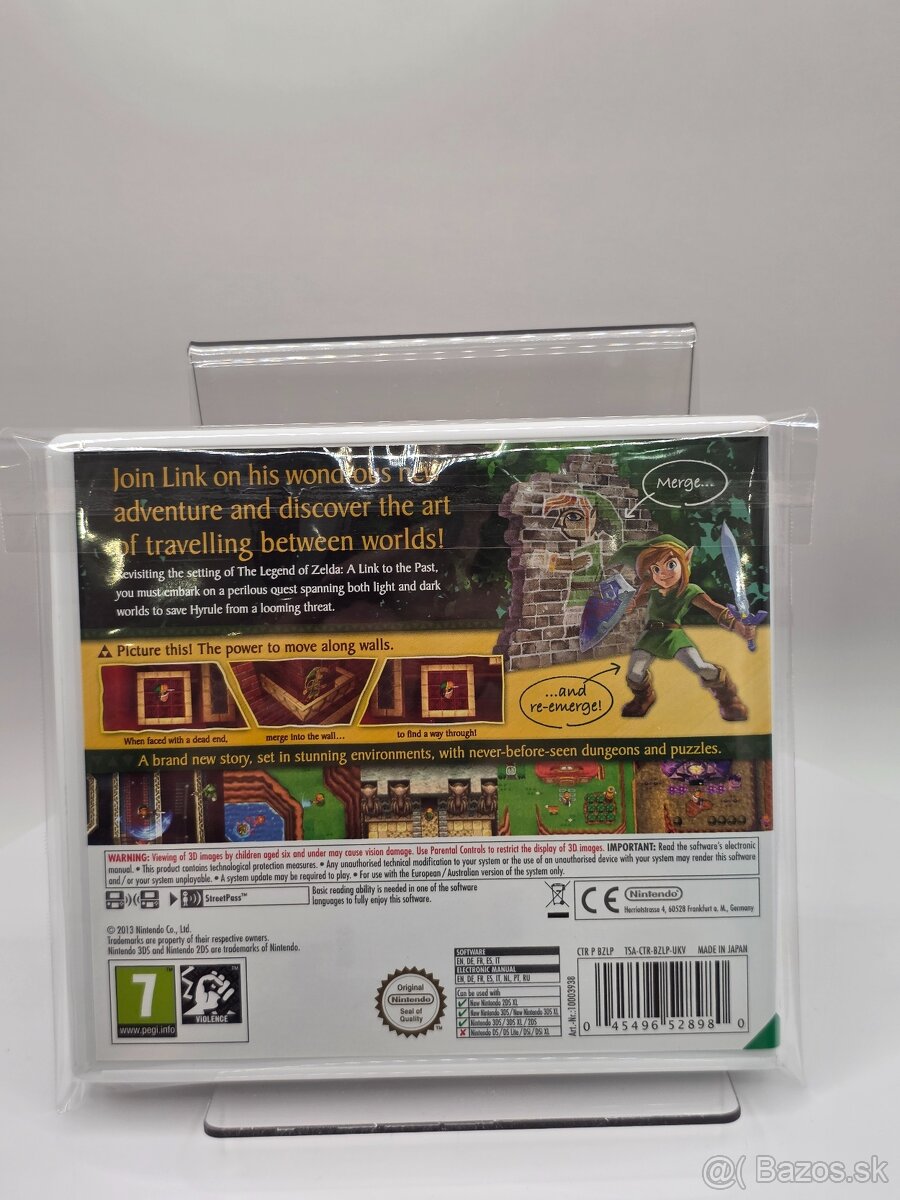 Join Link on his wondrous new
adventure and discover the art
of travelling between worlds!
Revisiting the setting of The Legend of Zelda: A Link to the Past,
you must embark on a perilous quest spanning both light and dark
worlds to save Hyrule from a looming threat.
Merge...
...and
re-emerge!
Picture this! The power to move along walls.
When faced with a dead end,
merge into the wall...
to find a way through!
A brand new story, set in stunning environments, with never-before-seen dungeons and puzzles.
WARNING: Viewing of 3D images by children aged six and under may cause vision damage. Use Parental Controls to restrict the display of 3D images. IMPORTANT: Read the software's electronic
manual. • This product contains technological protection measures. • Any unauthorised technical modification to your system or the use of an unauthorised device with your system may render this software
and/or your system unplayable. • A system update may be required to play. • For use with the European/Australian version of the system only.
StreetPass™
Basic reading ability is needed in one of the software
languages to fully enjoy this software.
CE
Nintendo®
Herriotstrasse 4, 60528 Frankfurt a. M., Germany
© 2013 Nintendo Co., Ltd.
Trademarks are property of their respective owners.
Nintendo 3DS and Nintendo 2DS are trademarks of Nintendo.
7
www.pegi.info
VIOLENCE
Original
Nintendo
Seal of
Quality
SOFTWARE
EN, DE, FR, ES, IT
ELECTRONIC MANUAL
EN, DE, FR, ES, IT, NL, PT, RU
Can be used with
New Nintendo 2DS XL
New Nintendo 3DS / New Nintendo 3DS XL
Nintendo 3DS / 3DS XL / 2DS
Nintendo DS / DS Lite / DSi / DSi XL
Art.-Nr.: 10003938
CTR P BZLP TSA-CTR-BZLP-UKV MADE IN JAPAN
0 45496 52898 0
@( Bazos.sk